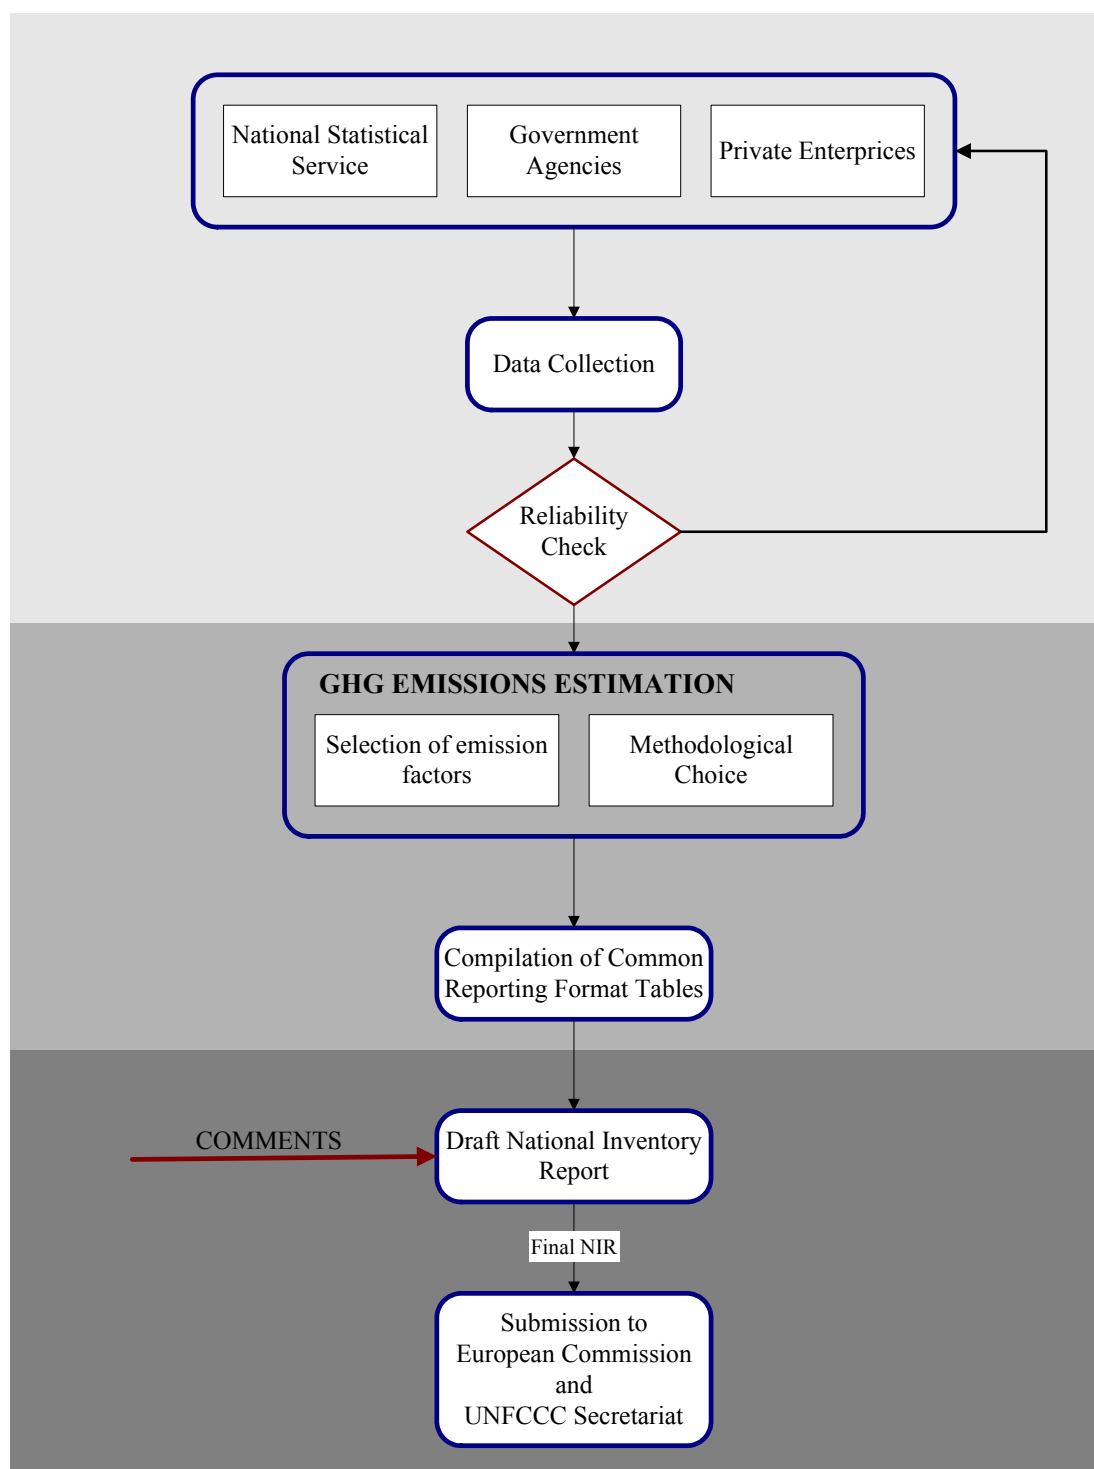 National Statistical
Service
Government
Agencies
Private Enterprices
Data Collection
Reliability
Check
GHG EMISSIONS ESTIMATION
Selection of emission
factors
Methodological
Choice
Compilation of Common
Reporting Format Tables
COMMENTS
Draft National Inventory
Report
Final NIR
Submission to
European Commission
and
UNFCCC Secretariat